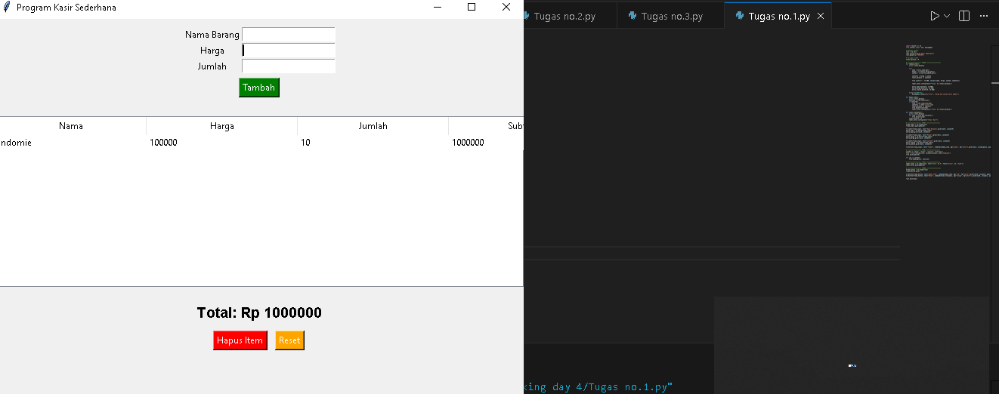 Program Kasir Sederhana
Tugas no.2.py
Tugas no.3.py
Tugas no.1.py
Nama Barang
Harga
Jumlah
Tambah
Nama Harga Jumlah Sub
ndomie 100000 10 1000000
Total: Rp 1000000
Hapus Item Reset
king day 4/Tugas no.1.py"